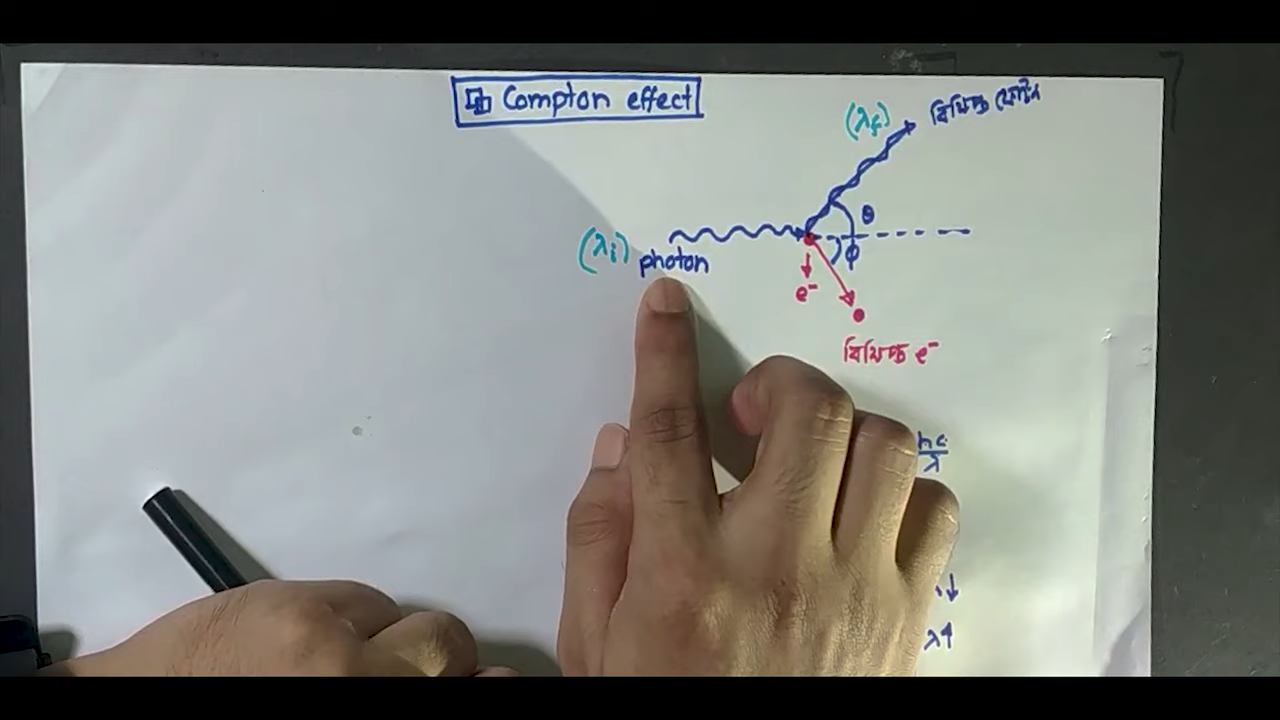 Compton effect
(λf) বিক্ষিপ্ত ফোটন
θ
(λi) photon
φ
e⁻
বিক্ষিপ্ত e⁻
hc
λ
↓
λ↑